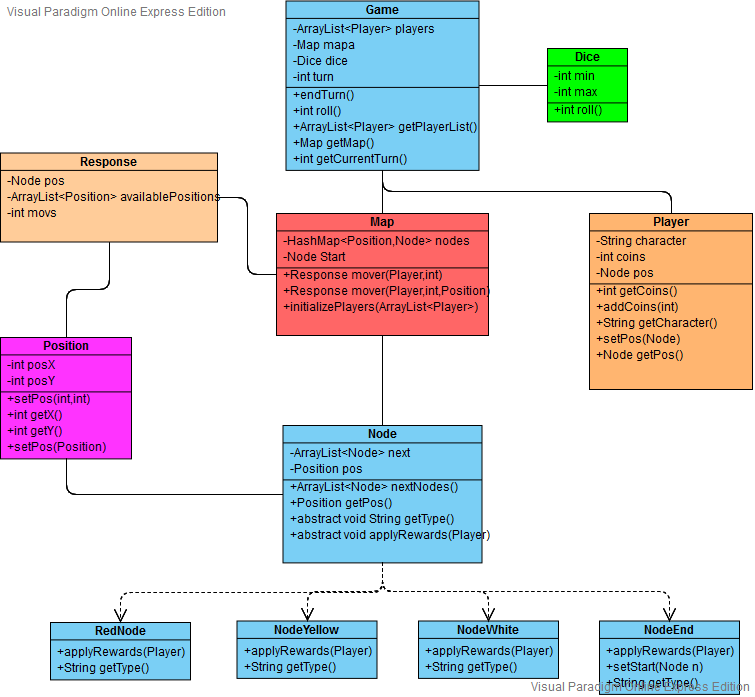 Visual Paradigm Online Express Edition
Game
-ArrayList<Player> players
-Map mapa
-Dice dice
-int turn
+endTurn()
+int roll()
+ArrayList<Player> getPlayerList()
+Map getMap()
+int getCurrentTurn()
Dice
-int min
-int max
+int roll()
Response
-Node pos
-ArrayList<Position> availablePositions
-int movs
Map
-HashMap<Position,Node> nodes
-Node Start
+Response mover(Player,int)
+Response mover(Player,int,Position)
+initializePlayers(ArrayList<Player>)
Player
-String character
-int coins
-Node pos
+int getCoins()
+addCoins(int)
+String getCharacter()
+setPos(Node)
+Node getPos()
Position
-int posX
-int posY
+setPos(int,int)
+int getX()
+int getY()
+setPos(Position)
Node
-ArrayList<Node> next
-Position pos
+ArrayList<Node> nextNodes()
+Position getPos()
+abstract void String getType()
+abstract void applyRewards(Player)
RedNode
+applyRewards(Player)
+String getType()
NodeYellow
+applyRewards(Player)
+String getType()
NodeWhite
+applyRewards(Player)
+String getType()
NodeEnd
+applyRewards(Player)
+setStart(Node n)
+String getType()
Visual Paradigm Online Express Edition